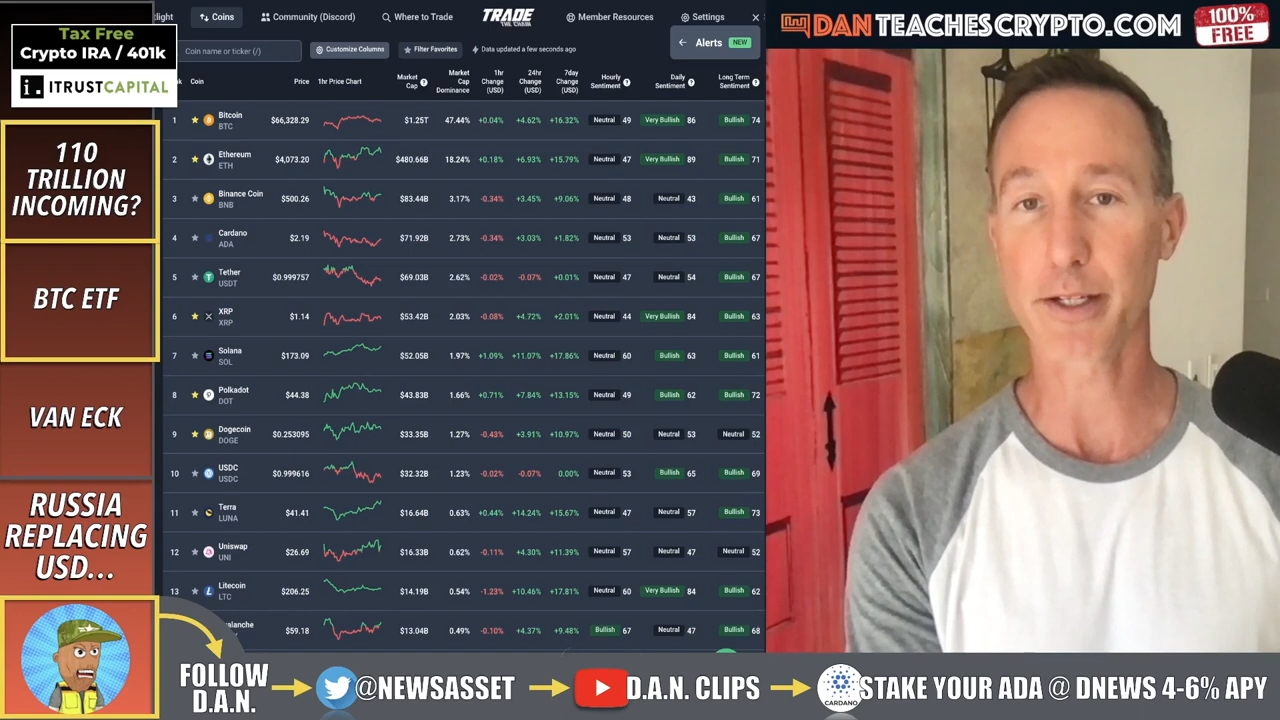 Tax Free
Crypto IRA / 401k
i. ITRUSTCAPITAL
110
TRILLION
INCOMING?
BTC ETF
VAN ECK
RUSSIA
REPLACING
USD...
light Coins Community (Discord) Where to Trade TRADE THE CHAIN Member Resources Settings
Coin name or ticker (/) Customize Columns Filter Favorites Data updated a few seconds ago Alerts NEW
Coin Price 1hr Price Chart Market Cap Market Cap Dominance 1hr Change (USD) 24hr Change (USD) 7day Change (USD) Hourly Sentiment Daily Sentiment Long Term Sentiment
1 Bitcoin BTC $66,328.29 $1.25T 47.44% +0.04% +4.62% +16.32% Neutral 49 Very Bullish 86 Bullish 74
2 Ethereum ETH $4,073.20 $480.66B 18.24% +0.18% +6.93% +15.79% Neutral 47 Very Bullish 89 Bullish 71
3 Binance Coin BNB $500.26 $83.44B 3.17% -0.34% +3.45% +9.06% Neutral 48 Neutral 43 Bullish 61
4 Cardano ADA $2.19 $71.92B 2.73% -0.34% +3.03% +1.82% Neutral 53 Neutral 53 Bullish 67
5 Tether USDT $0.999757 $69.03B 2.62% -0.02% -0.07% +0.01% Neutral 47 Neutral 54 Bullish 67
6 XRP XRP $1.14 $53.42B 2.03% -0.08% +4.72% +2.01% Neutral 44 Very Bullish 84 Bullish 63
7 Solana SOL $173.09 $52.05B 1.97% +1.09% +11.07% +17.86% Neutral 60 Bullish 63 Bullish 61
8 Polkadot DOT $44.38 $43.83B 1.66% +0.71% +7.84% +13.15% Neutral 49 Bullish 62 Bullish 72
9 Dogecoin DOGE $0.253095 $33.35B 1.27% -0.43% +3.91% +10.97% Neutral 50 Neutral 53 Neutral 52
10 USDC USDC $0.999616 $32.32B 1.23% -0.02% -0.07% 0.00% Neutral 53 Bullish 65 Bullish 69
11 Terra LUNA $41.41 $16.64B 0.63% +0.44% +14.24% +15.67% Neutral 47 Neutral 57 Bullish 73
12 Uniswap UNI $26.69 $16.33B 0.62% -0.11% +4.30% +11.39% Neutral 57 Neutral 47 Neutral 52
13 Litecoin LTC $206.25 $14.19B 0.54% -1.23% +10.46% +17.81% Neutral 60 Very Bullish 84 Bullish 62
alanche $59.18 $13.04B 0.49% -0.10% +4.37% +9.48% Bullish 67 Neutral 47 Bullish 68
DANTEACHESCRYPTO.COM
100%
FREE
FOLLOW
D.A.N.
@NEWSASSET
D.A.N. CLIPS
CARDANO
STAKE YOUR ADA @ DNEWS 4-6% APY